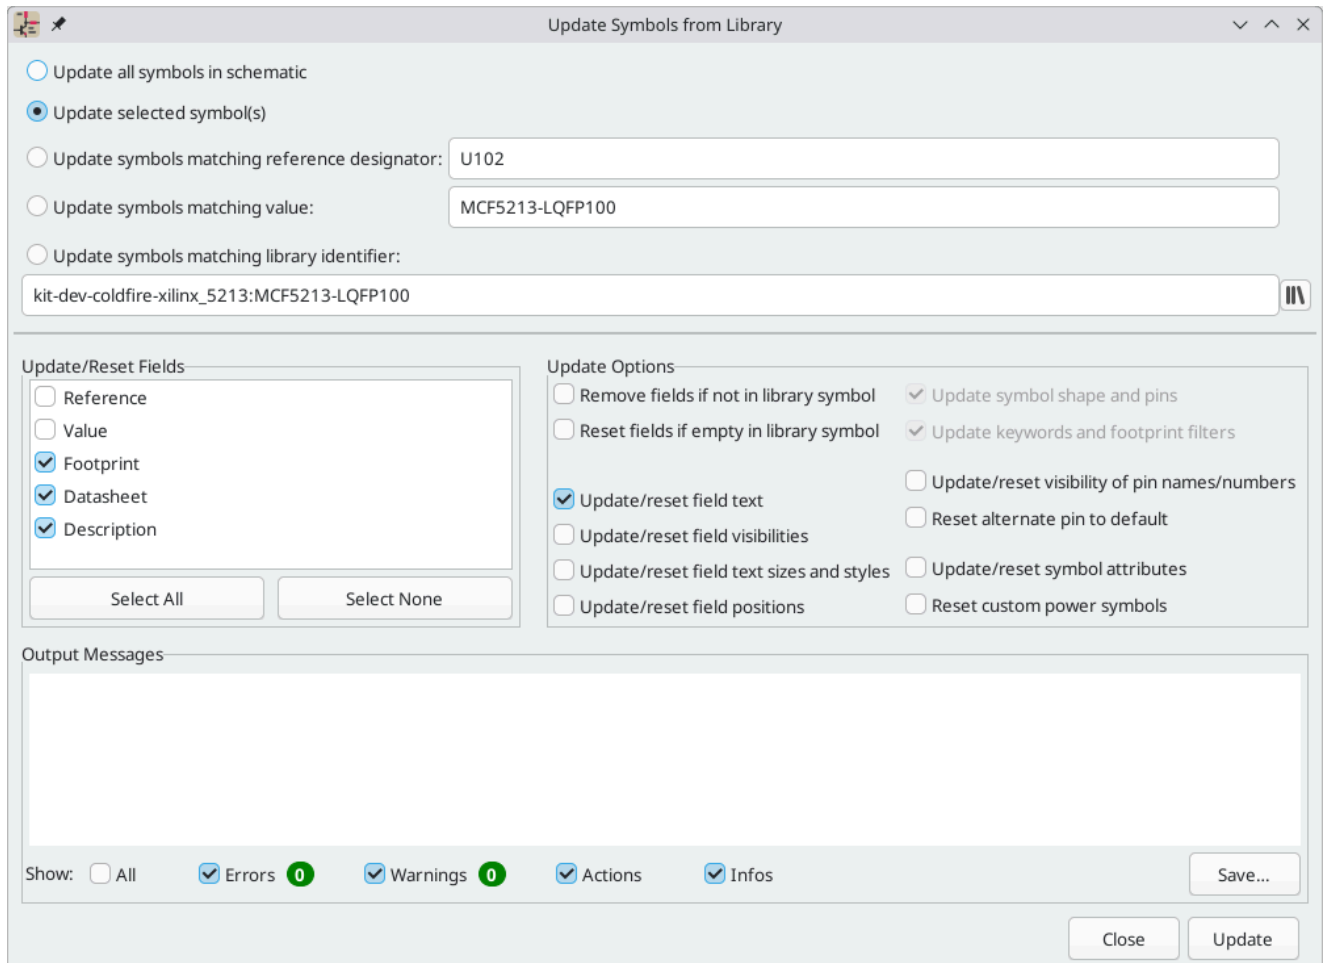 Update Symbols from Library
Update all symbols in schematic
Update selected symbol(s)
Update symbols matching reference designator: U102
Update symbols matching value: MCF5213-LQFP100
Update symbols matching library identifier:
kit-dev-coldfire-xilinx_5213:MCF5213-LQFP100
Update/Reset Fields
Reference
Value
Footprint
Datasheet
Description
Select All Select None
Update Options
Remove fields if not in library symbol
Reset fields if empty in library symbol
Update/reset field text
Update/reset field visibilities
Update/reset field text sizes and styles
Update/reset field positions
Update symbol shape and pins
Update keywords and footprint filters
Update/reset visibility of pin names/numbers
Reset alternate pin to default
Update/reset symbol attributes
Reset custom power symbols
Output Messages
Show: All Errors 0 Warnings 0 Actions Infos Save...
Close Update